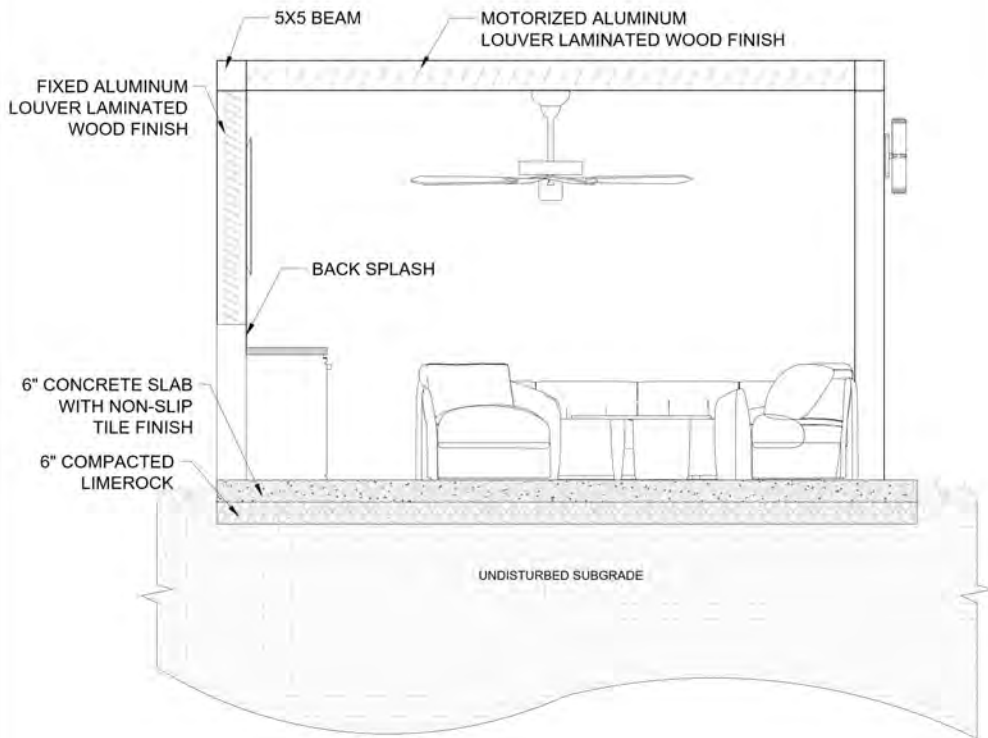 5X5 BEAM
MOTORIZED ALUMINUM
LOUVER LAMINATED WOOD FINISH
FIXED ALUMINUM
LOUVER LAMINATED
WOOD FINISH
BACK SPLASH
6" CONCRETE SLAB
WITH NON-SLIP
TILE FINISH
6" COMPACTED
LIMEROCK
UNDISTURBED SUBGRADE